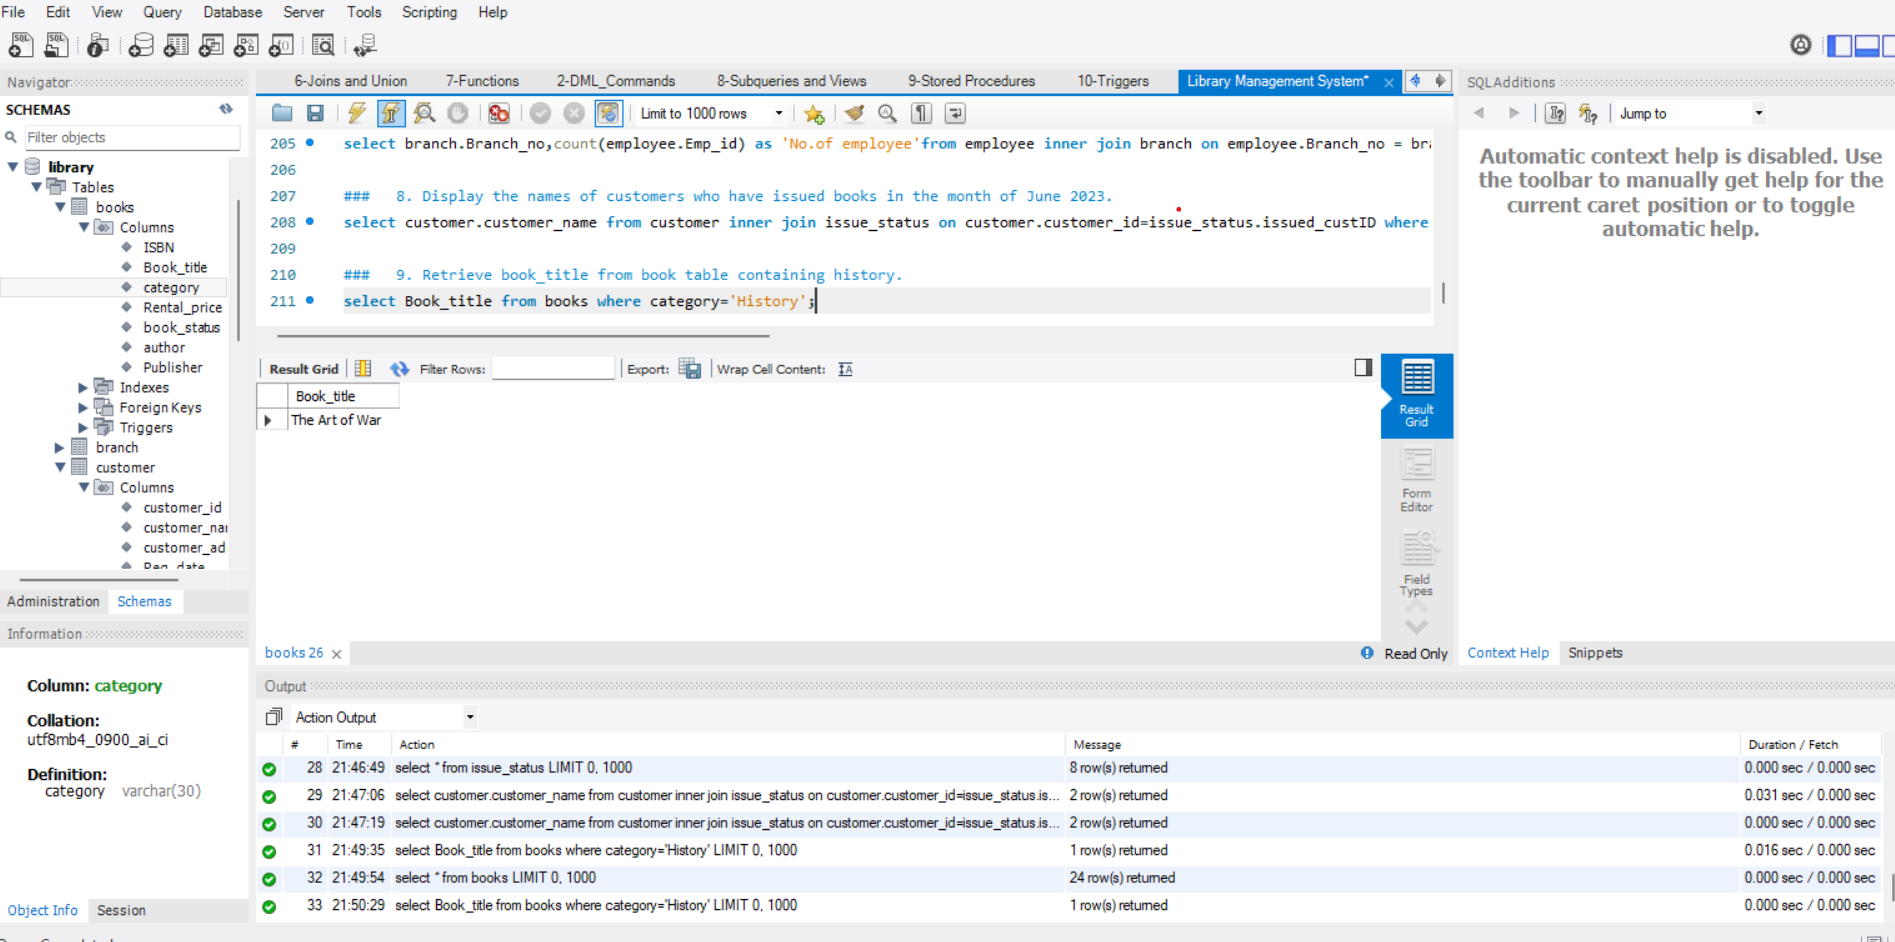 File Edit View Query Database Server Tools Scripting Help
Navigator
SCHEMAS
Filter objects
library
Tables
books
Columns
ISBN
Book_title
category
Rental_price
book_status
author
Publisher
Indexes
Foreign Keys
Triggers
branch
customer
Columns
customer_id
customer_nar
customer_ad
Reg_date
Administration Schemas
Information
Column: category
Collation:
utf8mb4_0900_ai_ci
Definition:
category varchar(30)
Object Info Session
6-Joins and Union 7-Functions 2-DML_Commands 8-Subqueries and Views 9-Stored Procedures 10-Triggers Library Management System*
Limit to 1000 rows
205 select branch.Branch_no,count(employee.Emp_id) as 'No.of employee'from employee inner join branch on employee.Branch_no = bra
206
207 ### 8. Display the names of customers who have issued books in the month of June 2023.
208 select customer.customer_name from customer inner join issue_status on customer.customer_id=issue_status.issued_custID where
209
210 ### 9. Retrieve book_title from book table containing history.
211 select Book_title from books where category='History';
Result Grid Filter Rows: Export: Wrap Cell Content:
Book_title
The Art of War
Result
Grid
Form
Editor
Field
Types
books 26
Read Only
Output
Action Output
# Time Action Message Duration / Fetch
28 21:46:49 select * from issue_status LIMIT 0, 1000 8 row(s) returned 0.000 sec / 0.000 sec
29 21:47:06 select customer.customer_name from customer inner join issue_status on customer.customer_id=issue_status.is... 2 row(s) returned 0.031 sec / 0.000 sec
30 21:47:19 select customer.customer_name from customer inner join issue_status on customer.customer_id=issue_status.is... 2 row(s) returned 0.000 sec / 0.000 sec
31 21:49:35 select Book_title from books where category='History' LIMIT 0, 1000 1 row(s) returned 0.016 sec / 0.000 sec
32 21:49:54 select * from books LIMIT 0, 1000 24 row(s) returned 0.000 sec / 0.000 sec
33 21:50:29 select Book_title from books where category='History' LIMIT 0, 1000 1 row(s) returned 0.000 sec / 0.000 sec
SQLAdditions
Jump to
Automatic context help is disabled. Use
the toolbar to manually get help for the
current caret position or to toggle
automatic help.
Context Help Snippets